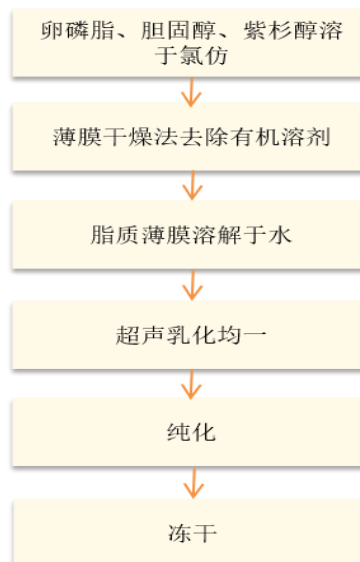 卵磷脂、胆固醇、紫杉醇溶
于氯仿
薄膜干燥法去除有机溶剂
脂质薄膜溶解于水
超声乳化均一
纯化
冻干